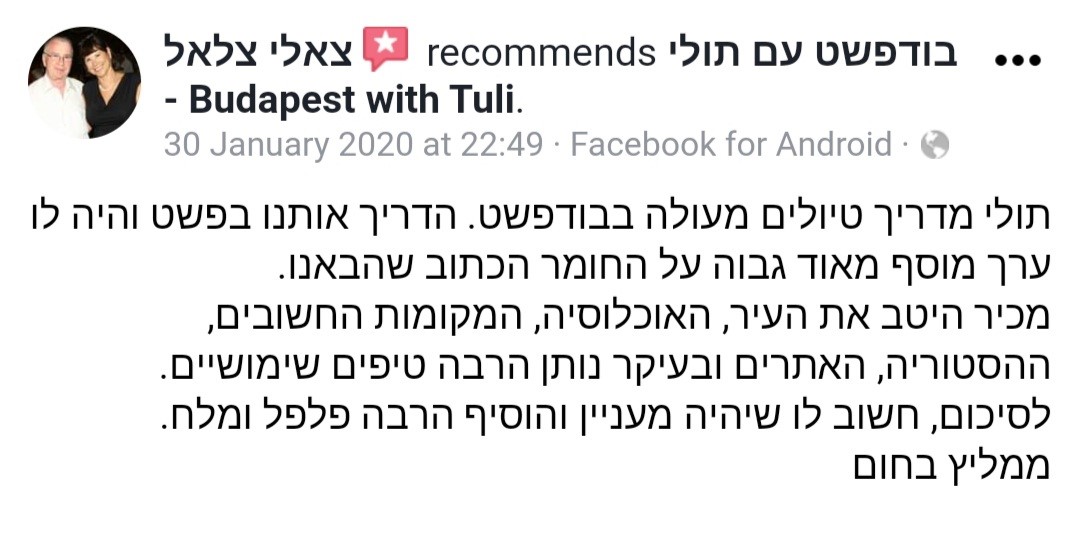 צאלי צלאל recommends בודפשט עם תולי
- Budapest with Tuli.
30 January 2020 at 22:49 · Facebook for Android ·
תולי מדריך טיולים מעולה בבודפשט. הדריך אותנו בפשט והיה לו
ערך מוסף מאוד גבוה על החומר הכתוב שהבאנו.
מכיר היטב את העיר, האוכלוסיה, המקומות החשובים,
ההסטוריה, האתרים ובעיקר נותן הרבה טיפים שימושיים.
לסיכום, חשוב לו שיהיה מעניין והוסיף הרבה פלפל ומלח.
ממליץ בחום